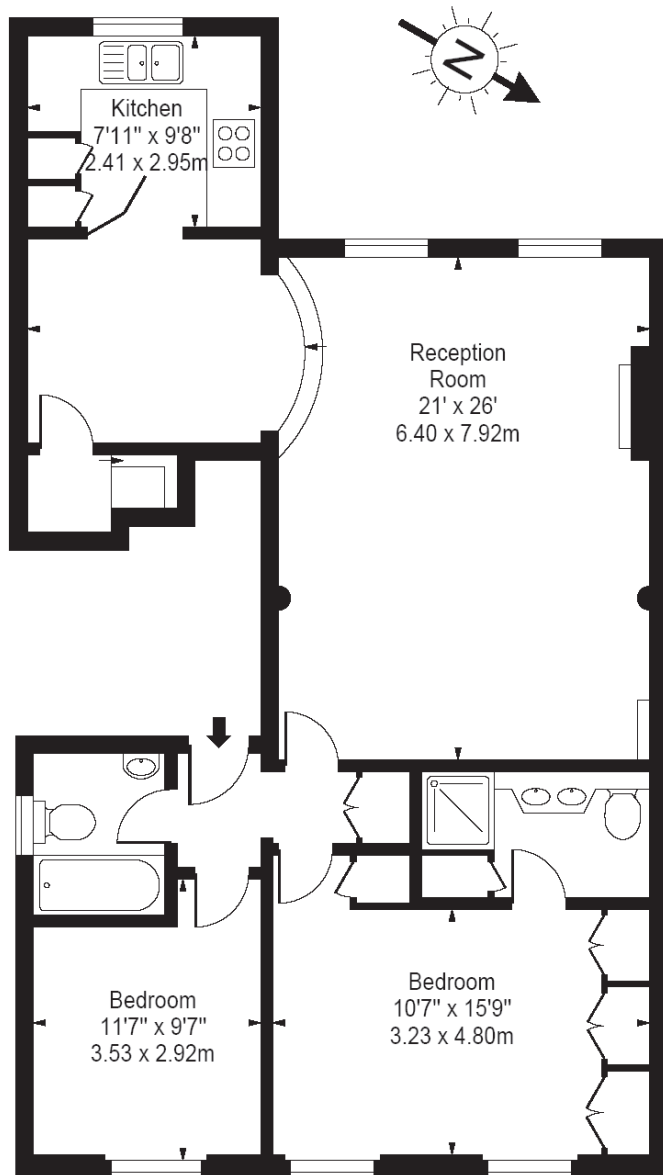 N
Kitchen
7'11" x 9'8"
2.41 x 2.95m
Reception
Room
21' x 26'
6.40 x 7.92m
Bedroom
11'7" x 9'7"
3.53 x 2.92m
Bedroom
10'7" x 15'9"
3.23 x 4.80m